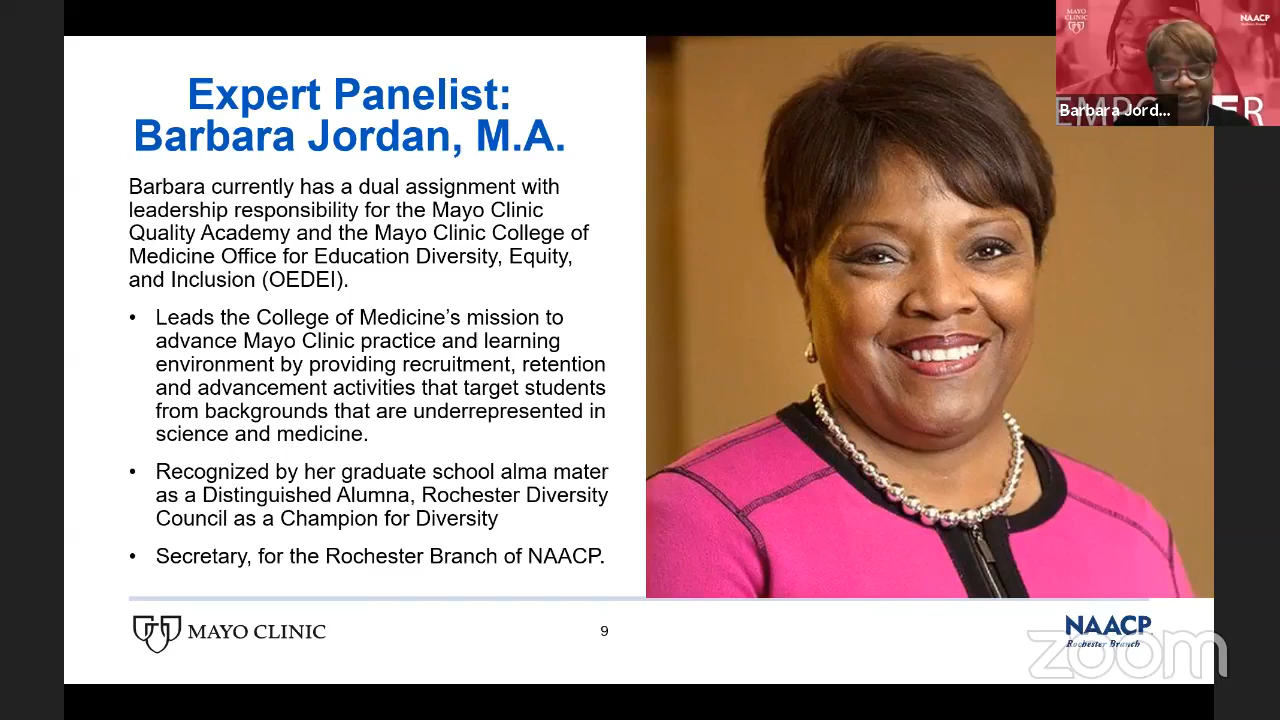 Expert Panelist:
Barbara Jordan, M.A.
Barbara currently has a dual assignment with
leadership responsibility for the Mayo Clinic
Quality Academy and the Mayo Clinic College of
Medicine Office for Education Diversity, Equity,
and Inclusion (OEDEI).
• Leads the College of Medicine’s mission to
advance Mayo Clinic practice and learning
environment by providing recruitment, retention
and advancement activities that target students
from backgrounds that are underrepresented in
science and medicine.
• Recognized by her graduate school alma mater
as a Distinguished Alumna, Rochester Diversity
Council as a Champion for Diversity
• Secretary, for the Rochester Branch of NAACP.
MAYO CLINIC
9
NAACP
Rochester Branch
zoom
MAYO
CLINIC
NAACP
Barbara Jord...